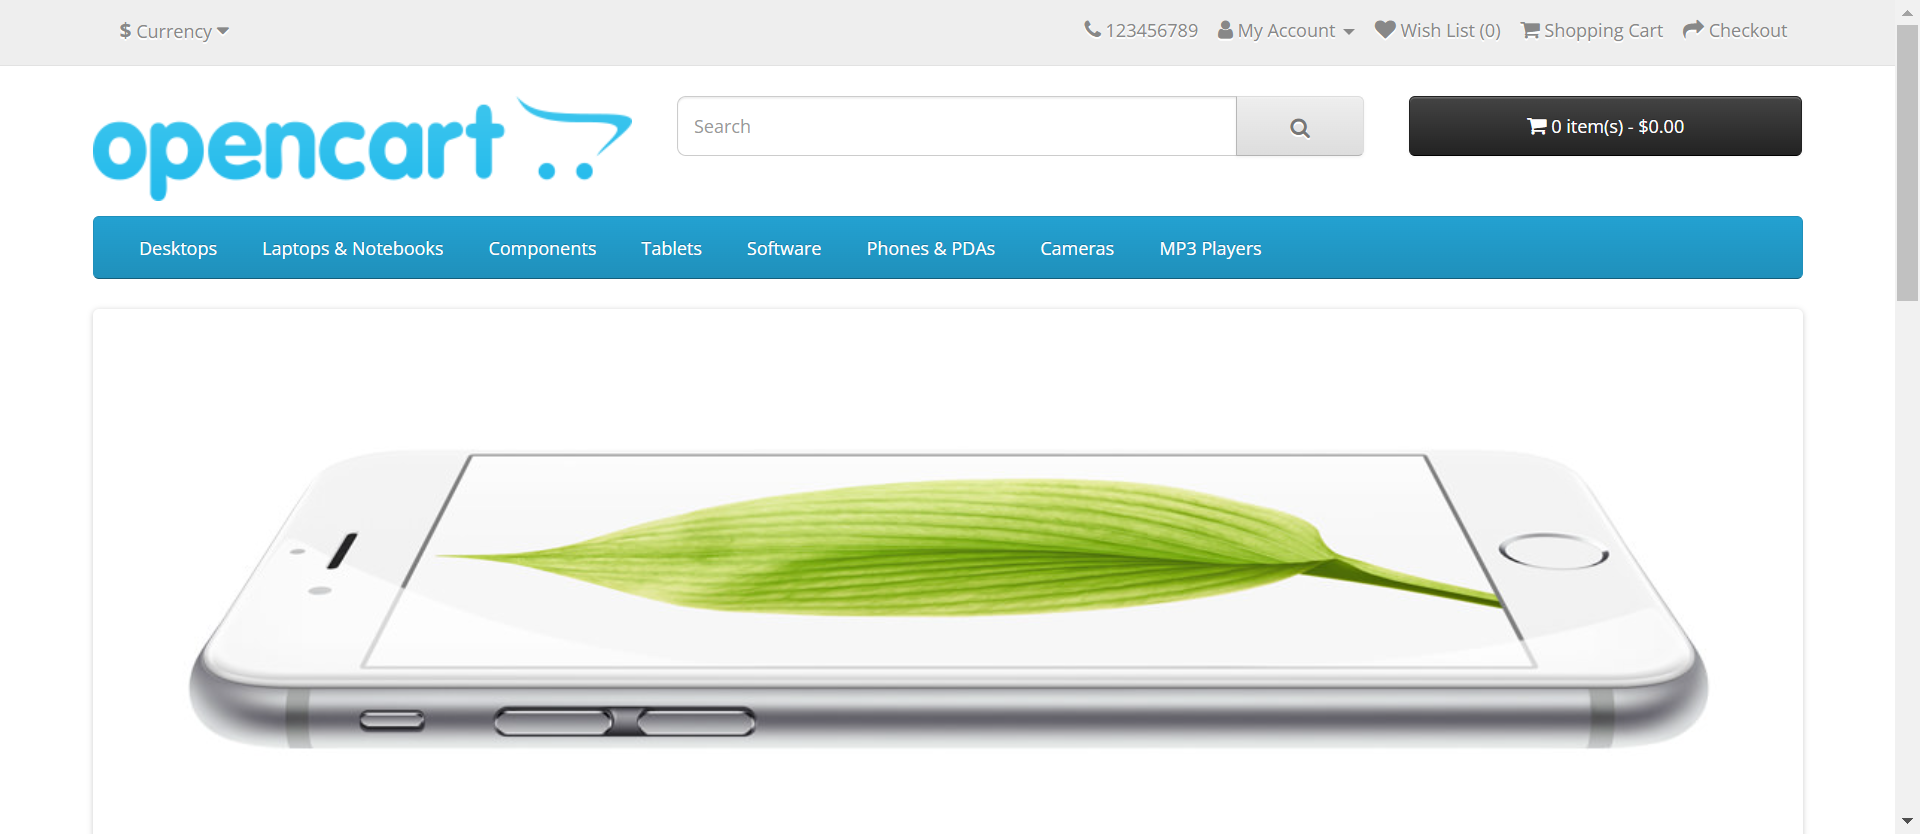 $ Currency
123456789 My Account Wish List (0) Shopping Cart Checkout
opencart
Search
0 item(s) - $0.00
Desktops Laptops & Notebooks Components Tablets Software Phones & PDAs Cameras MP3 Players